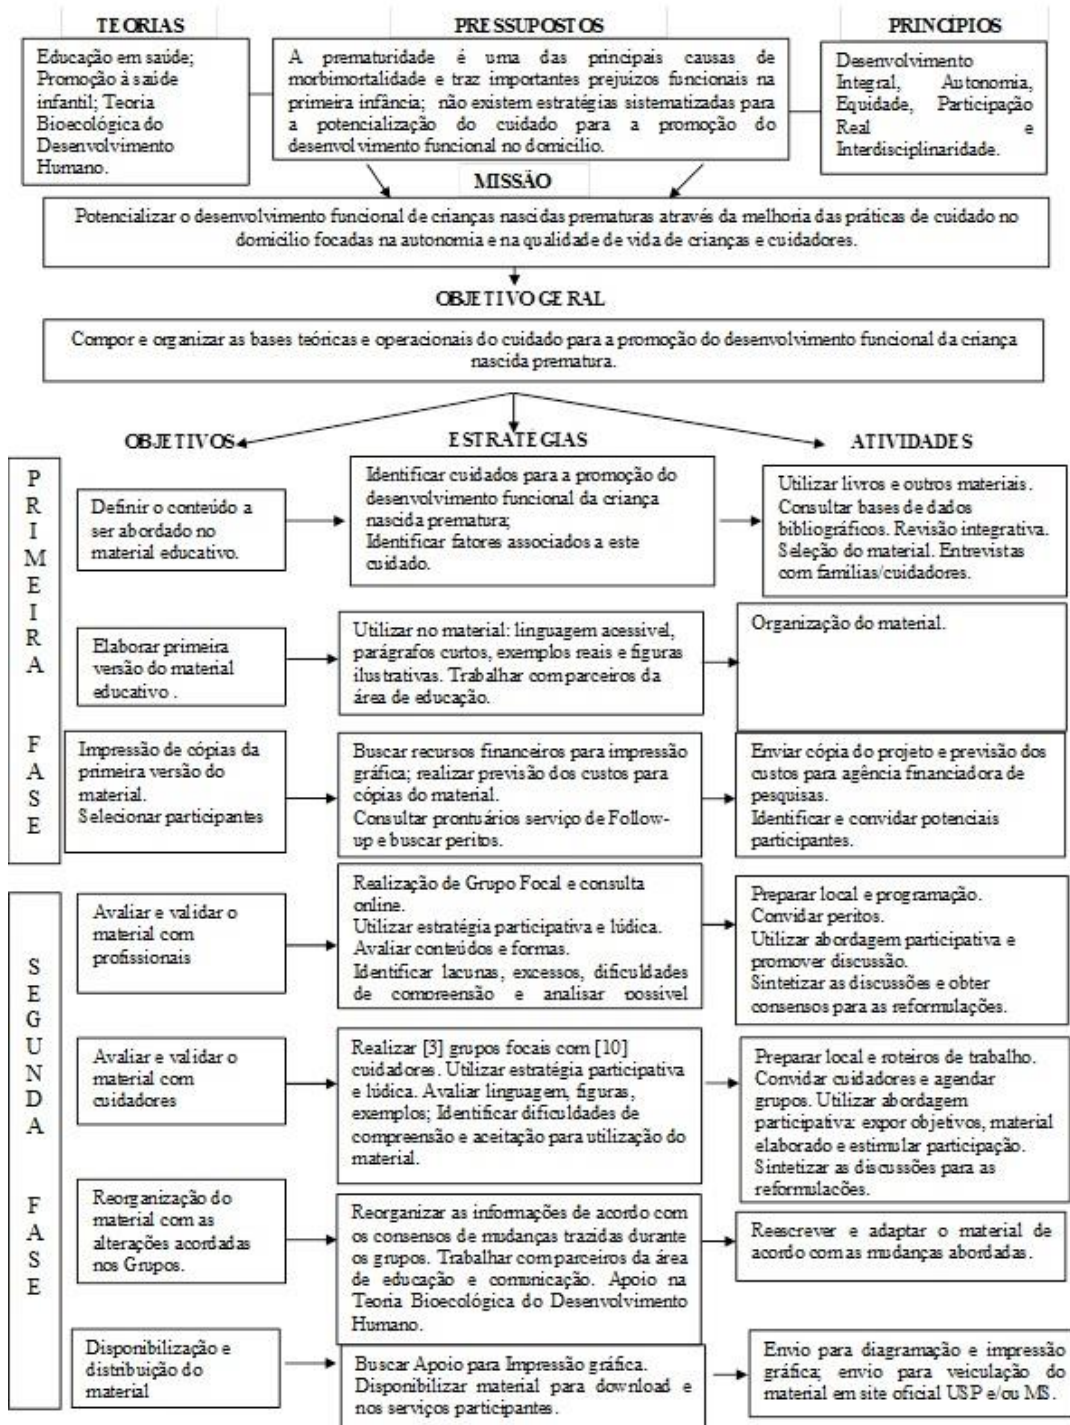 TEORIAS
Educação em saúde;
Promoção à saúde
infantil; Teoria
Bioecológica do
Desenvolvimento
Humano.
PRESSUPOSTOS
A prematuridade é uma das principais causas de
morbimortalidade e traz importantes prejuízos funcionais na
primeira infância; não existem estratégias sistematizadas para
a potencialização do cuidado para a promoção do
desenvolvimento funcional no domicílio.
PRINCÍPIOS
Desenvolvimento
Integral, Autonomia,
Equidade, Participação
Real e
Interdisciplinaridade.
MISSÃO
Potencializar o desenvolvimento funcional de crianças nascidas prematuras através da melhoria das práticas de cuidado no
domicílio focadas na autonomia e na qualidade de vida de crianças e cuidadores.
OBJETIVO GERAL
Compor e organizar as bases teóricas e operacionais do cuidado para a promoção do desenvolvimento funcional da criança
nascida prematura.
OBJETIVOS
ESTRATÉGIAS
ATIVIDADES
PRIMEIRA FASE
Definir o conteúdo a
ser abordado no
material educativo.
Identificar cuidados para a promoção do
desenvolvimento funcional da criança
nascida prematura;
Identificar fatores associados a este
cuidado.
Utilizar livros e outros materiais.
Consultar bases de dados
bibliográficos. Revisão integrativa.
Seleção do material. Entrevistas
com famílias/cuidadores.
Elaborar primeira
versão do material
educativo .
Utilizar no material: linguagem acessível,
parágrafos curtos, exemplos reais e figuras
ilustrativas. Trabalhar com parceiros da
área de educação.
Organização do material.
Impressão de cópias da
primeira versão do
material.
Selecionar participantes
Buscar recursos financeiros para impressão
gráfica; realizar previsão dos custos para
cópias do material.
Consultar prontuários serviço de Follow-
up e buscar peritos.
Enviar cópia do projeto e previsão dos
custos para agência financiadora de
pesquisas.
Identificar e convidar potenciais
participantes.
SEGUNDA FASE
Avaliar e validar o
material com
profissionais
Realização de Grupo Focal e consulta
online.
Utilizar estratégia participativa e lúdica.
Avaliar conteúdos e formas.
Identificar lacunas, excessos, dificuldades
de compreensão e analisar possível
Preparar local e programação.
Convidar peritos.
Utilizar abordagem participativa e
promover discussão.
Sintetizar as discussões e obter
consensos para as reformulações.
Avaliar e validar o
material com
cuidadores
Realizar [3] grupos focais com [10]
cuidadores. Utilizar estratégia participativa
e lúdica. Avaliar linguagem, figuras,
exemplos; Identificar dificuldades de
compreensão e aceitação para utilização do
material.
Preparar local e roteiros de trabalho.
Convidar cuidadores e agendar
grupos. Utilizar abordagem
participativa: expor objetivos, material
elaborado e estimular participação.
Sintetizar as discussões para as
reformulações.
Reorganização do
material com as
alterações acordadas
nos Grupos.
Reorganizar as informações de acordo com
os consensos de mudanças trazidas durante
os grupos. Trabalhar com parceiros da área
de educação e comunicação. Apoio na
Teoria Bioecológica do Desenvolvimento
Humano.
Reescrever e adaptar o material de
acordo com as mudanças abordadas.
Disponibilização e
distribuição do
material
Buscar Apoio para Impressão gráfica.
Disponibilizar material para download e
nos serviços participantes.
Envio para diagramação e impressão
gráfica; envio para veiculação do
material em site oficial USP e/ou MS.